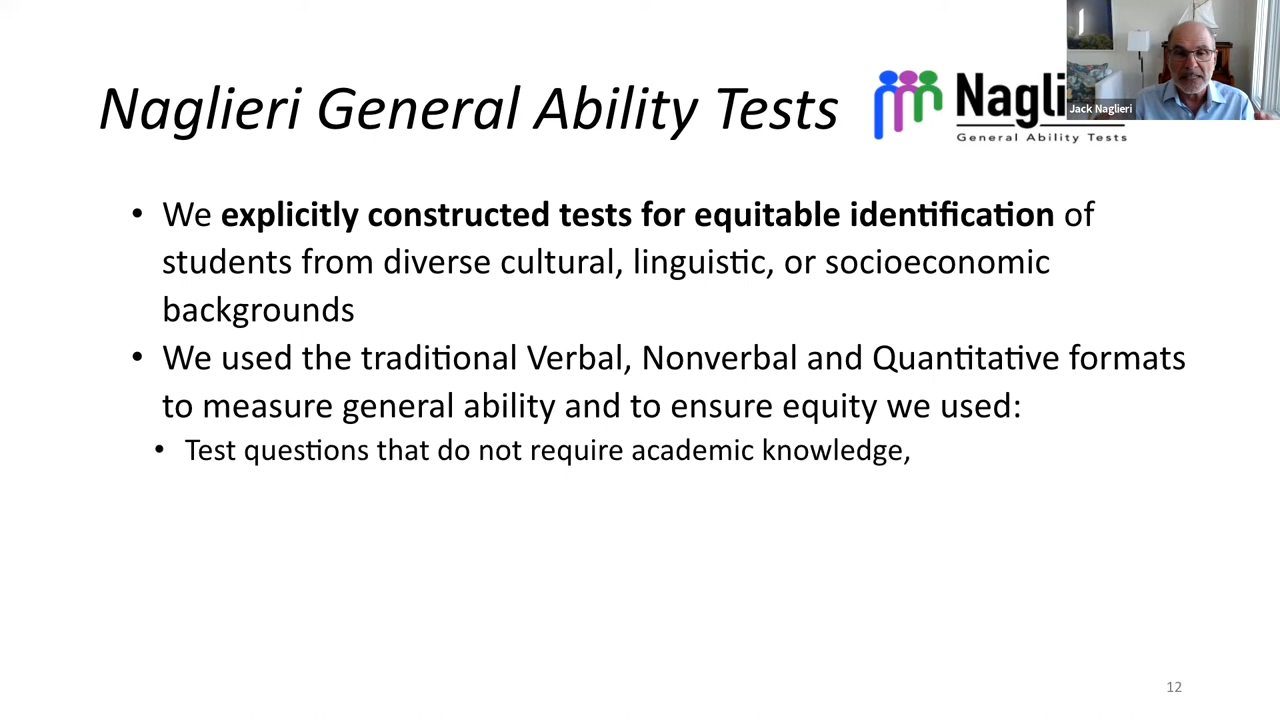 Naglieri General Ability Tests
Nagli
General Ability Tests
Jack Naglieri
• We explicitly constructed tests for equitable identification of
students from diverse cultural, linguistic, or socioeconomic
backgrounds
• We used the traditional Verbal, Nonverbal and Quantitative formats
to measure general ability and to ensure equity we used:
• Test questions that do not require academic knowledge,
12